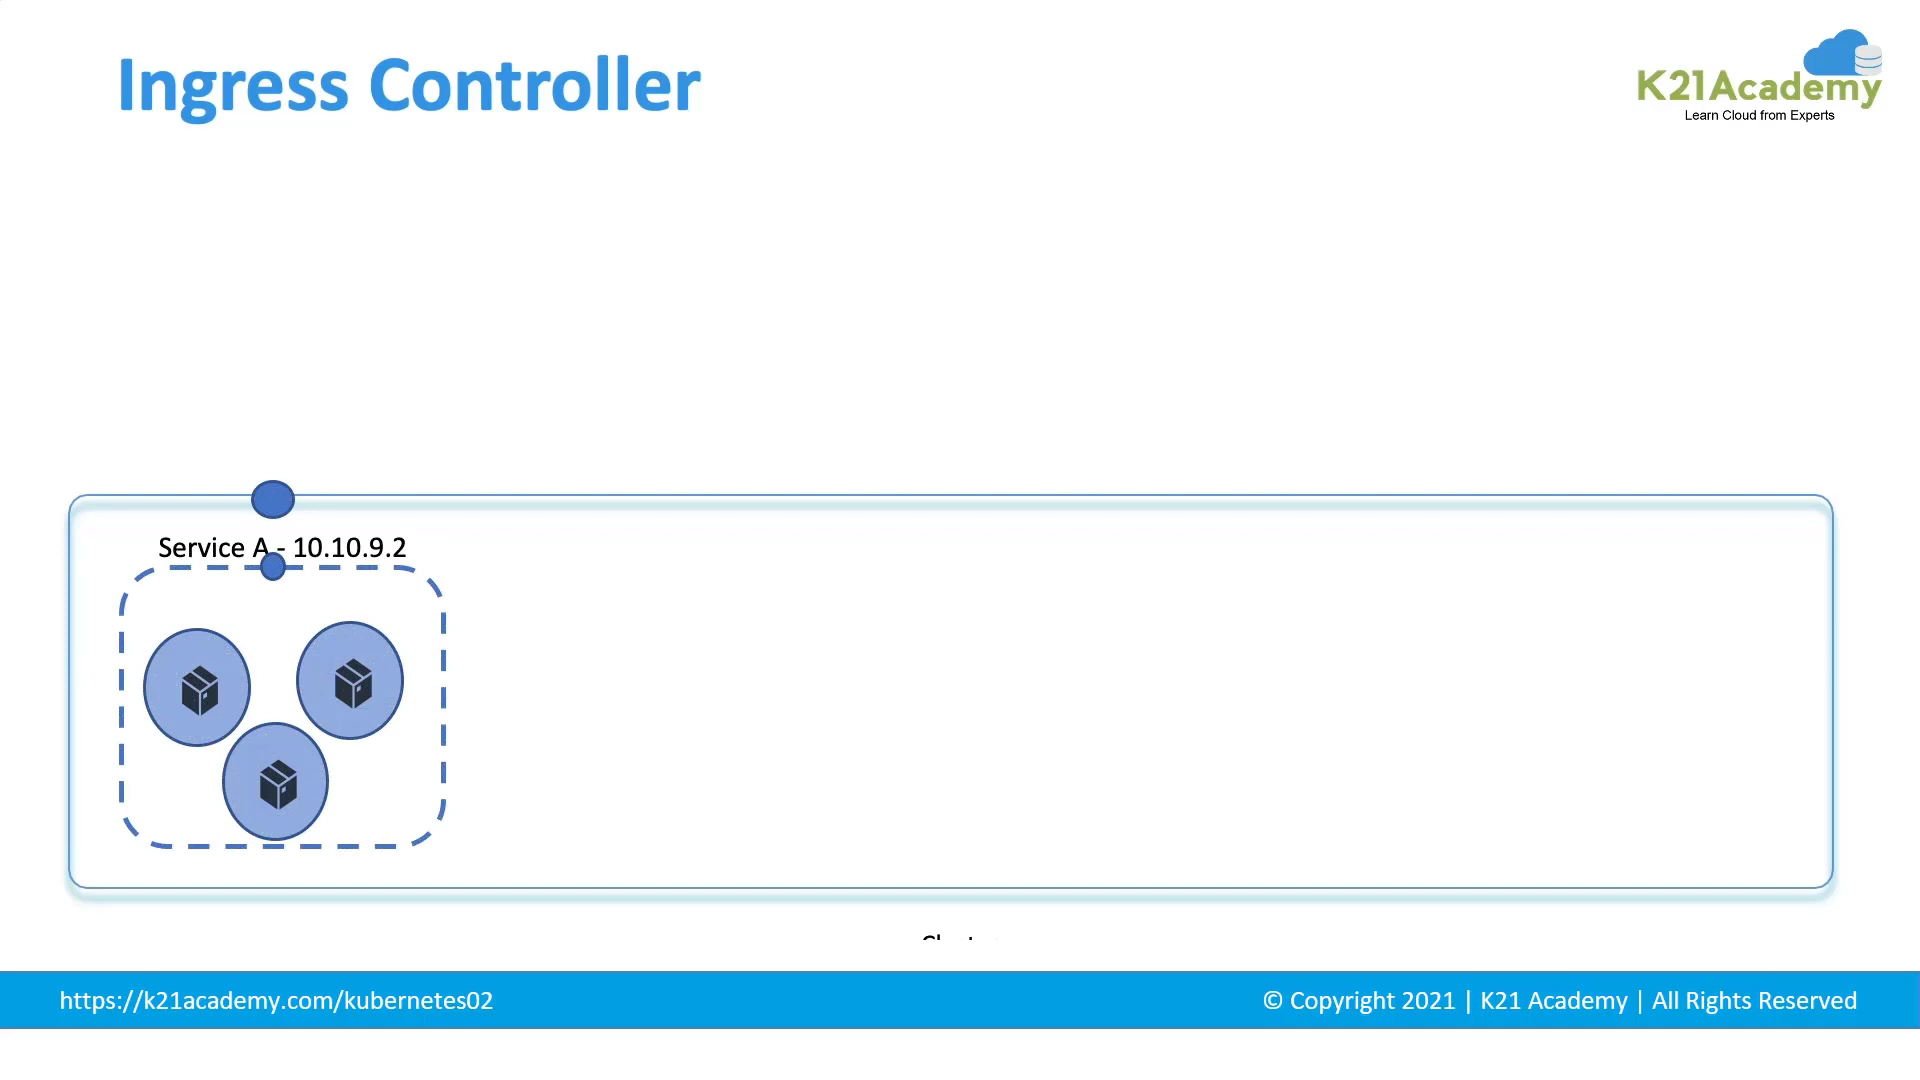 Ingress Controller
K21Academy
Learn Cloud from Experts
Service A - 10.10.9.2
https://k21academy.com/kubernetes02
© Copyright 2021 | K21 Academy | All Rights Reserved